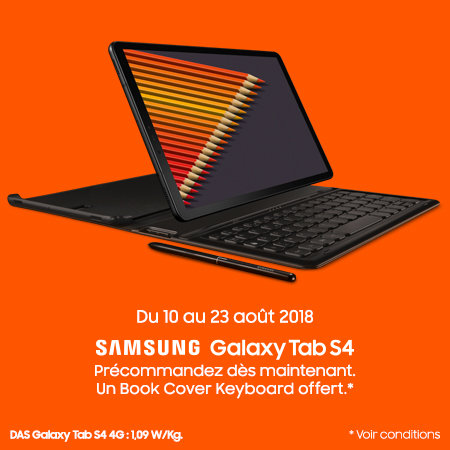 Du 10 au 23 août 2018
SAMSUNG Galaxy Tab S4
Précommandez dès maintenant.
Un Book Cover Keyboard offert.*
DAS Galaxy Tab S4 4G : 1,09 W/Kg.
* Voir conditions